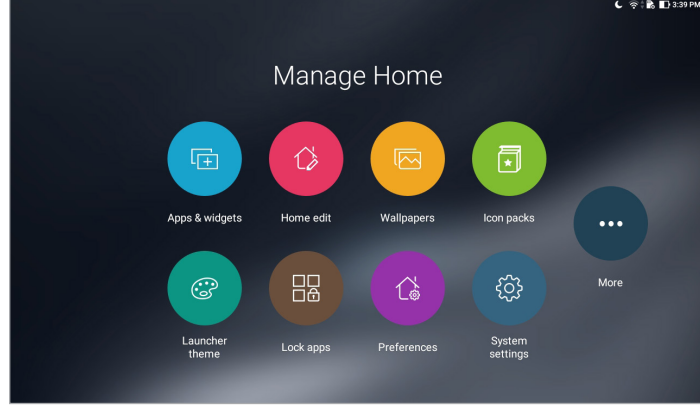 3:39 PM
Manage Home
Apps & widgets
Home edit
Wallpapers
Icon packs
More
Launcher
theme
Lock apps
Preferences
System
settings